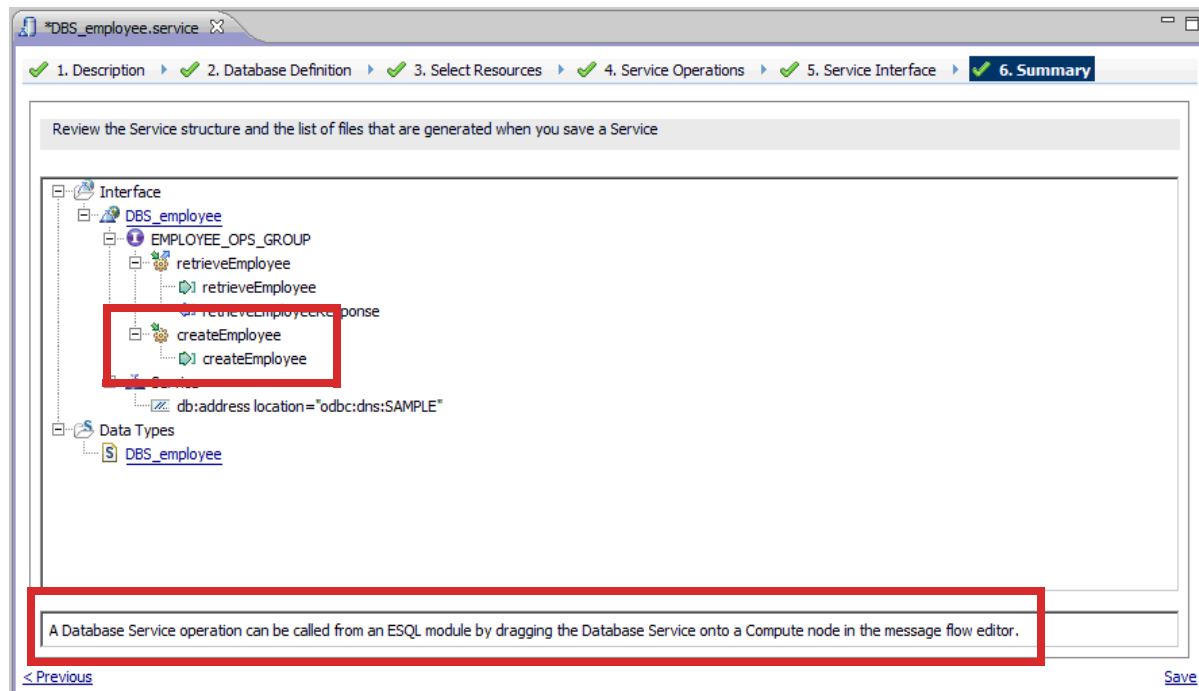 *DBS_employee.service
1. Description 2. Database Definition 3. Select Resources 4. Service Operations 5. Service Interface 6. Summary
Review the Service structure and the list of files that are generated when you save a Service
Interface
DBS_employee
EMPLOYEE_OPS_GROUP
retrieveEmployee
retrieveEmployee
retrieveEmployeeResponse
createEmployee
createEmployee
Service
db:address location="odbc:dns:SAMPLE"
Data Types
DBS_employee
A Database Service operation can be called from an ESQL module by dragging the Database Service onto a Compute node in the message flow editor.
< Previous
Save